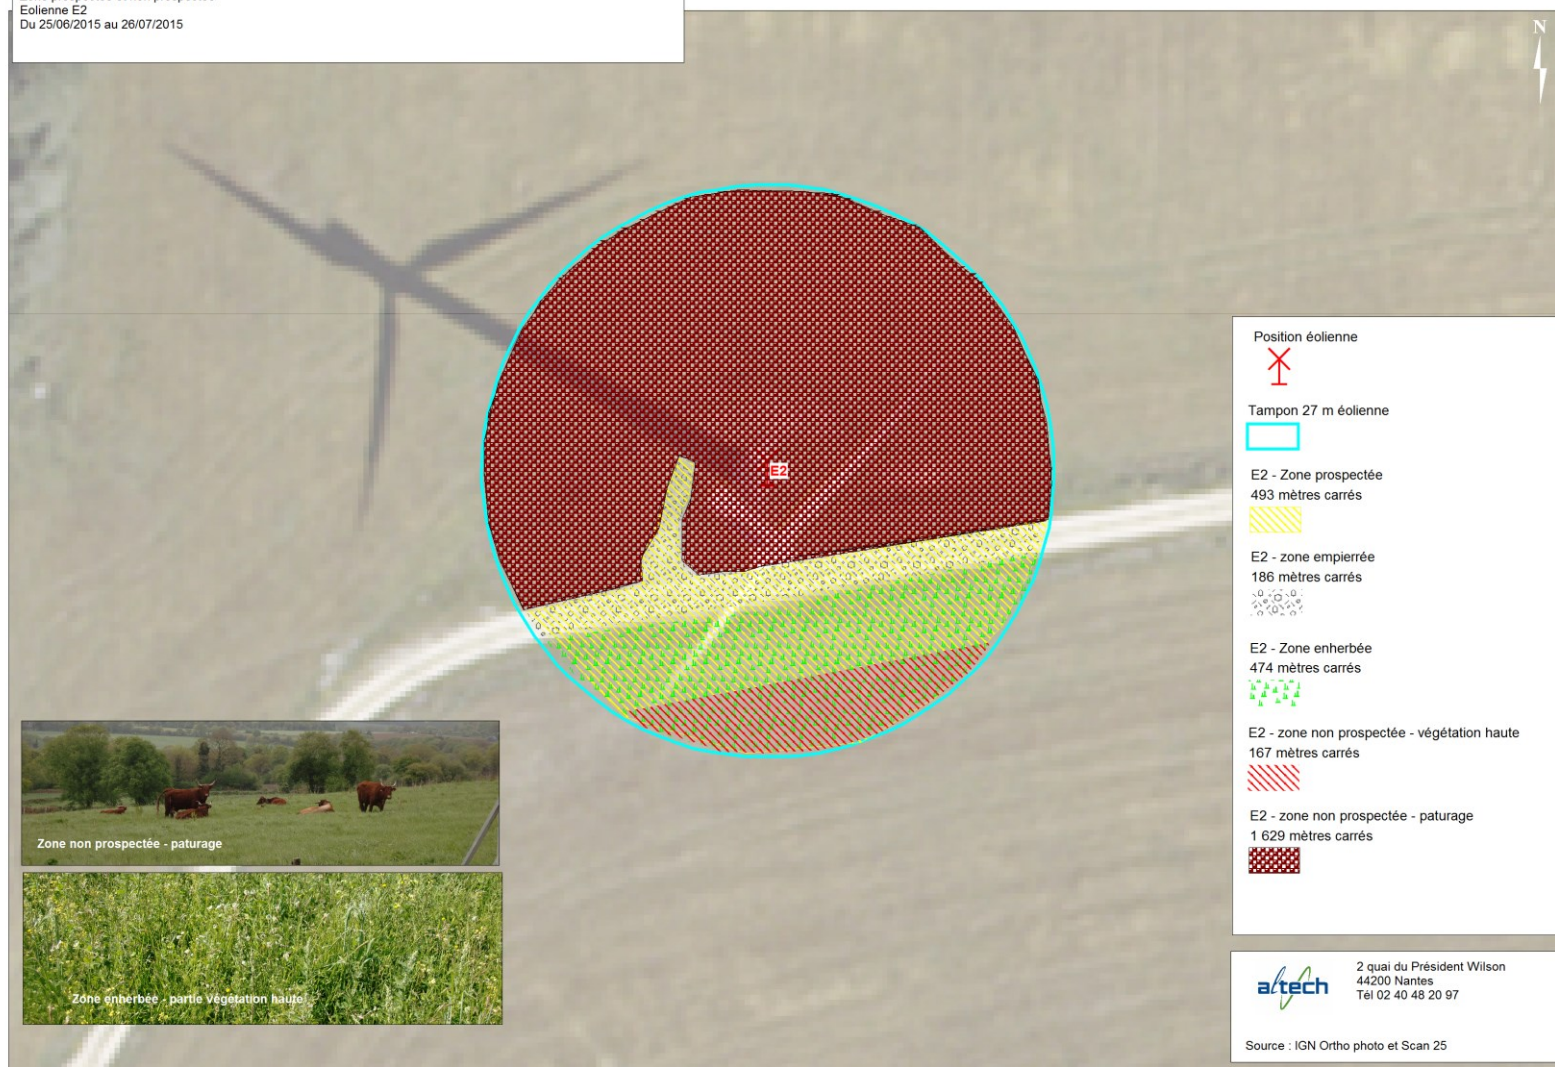 Eolienne E2
Du 25/06/2015 au 26/07/2015
N
E2
Position éolienne
Tampon 27 m éolienne
E2 - Zone prospectée
493 mètres carrés
E2 - zone empierrée
186 mètres carrés
E2 - Zone enherbée
474 mètres carrés
E2 - zone non prospectée - végétation haute
167 mètres carrés
E2 - zone non prospectée - paturage
1 629 mètres carrés
Zone non prospectée - paturage
Zone enherbée - partie végétation haute
altech
2 quai du Président Wilson
44200 Nantes
Tél 02 40 48 20 97
Source : IGN Ortho photo et Scan 25